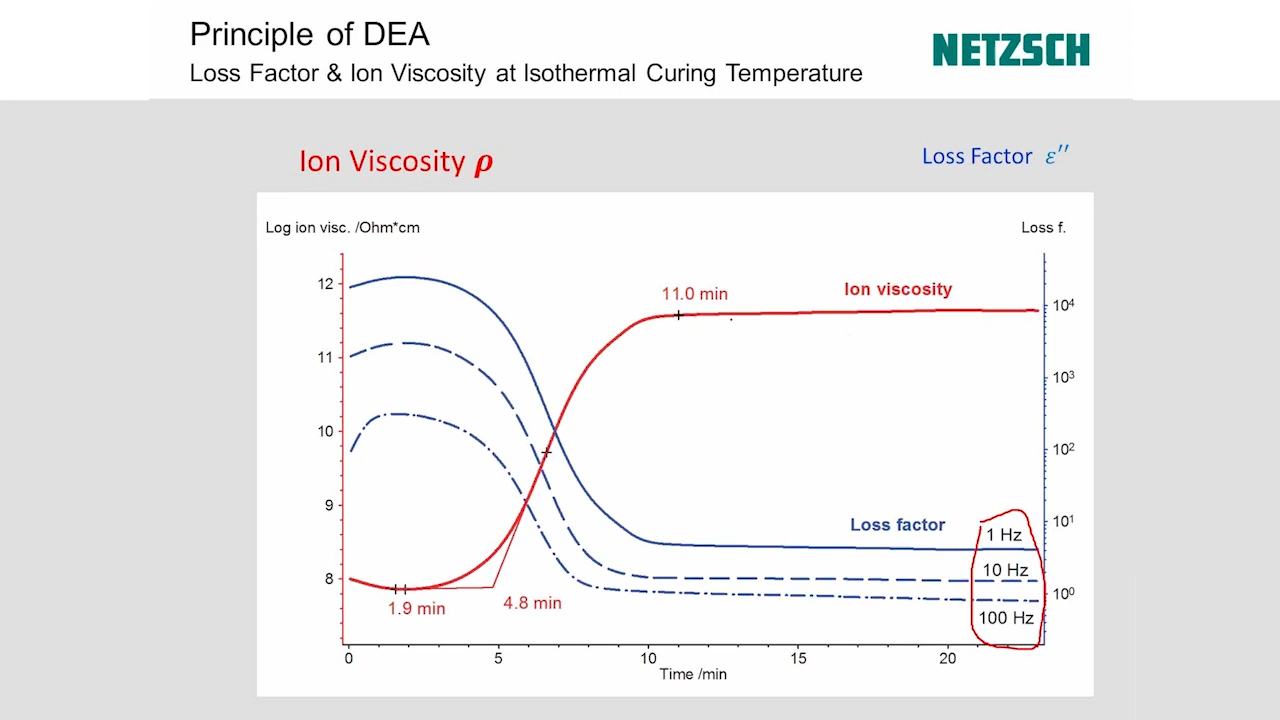 Principle of DEA
NETZSCH
Loss Factor & Ion Viscosity at Isothermal Curing Temperature
Ion Viscosity ρ
Loss Factor ε′′
Log ion visc. /Ohm*cm
Loss f.
12
11.0 min
Ion viscosity
10⁴
11
10³
10
10²
9
Loss factor
10¹
1 Hz
10 Hz
8
1.9 min
4.8 min
10⁰
100 Hz
0 5 10 15 20
Time /min